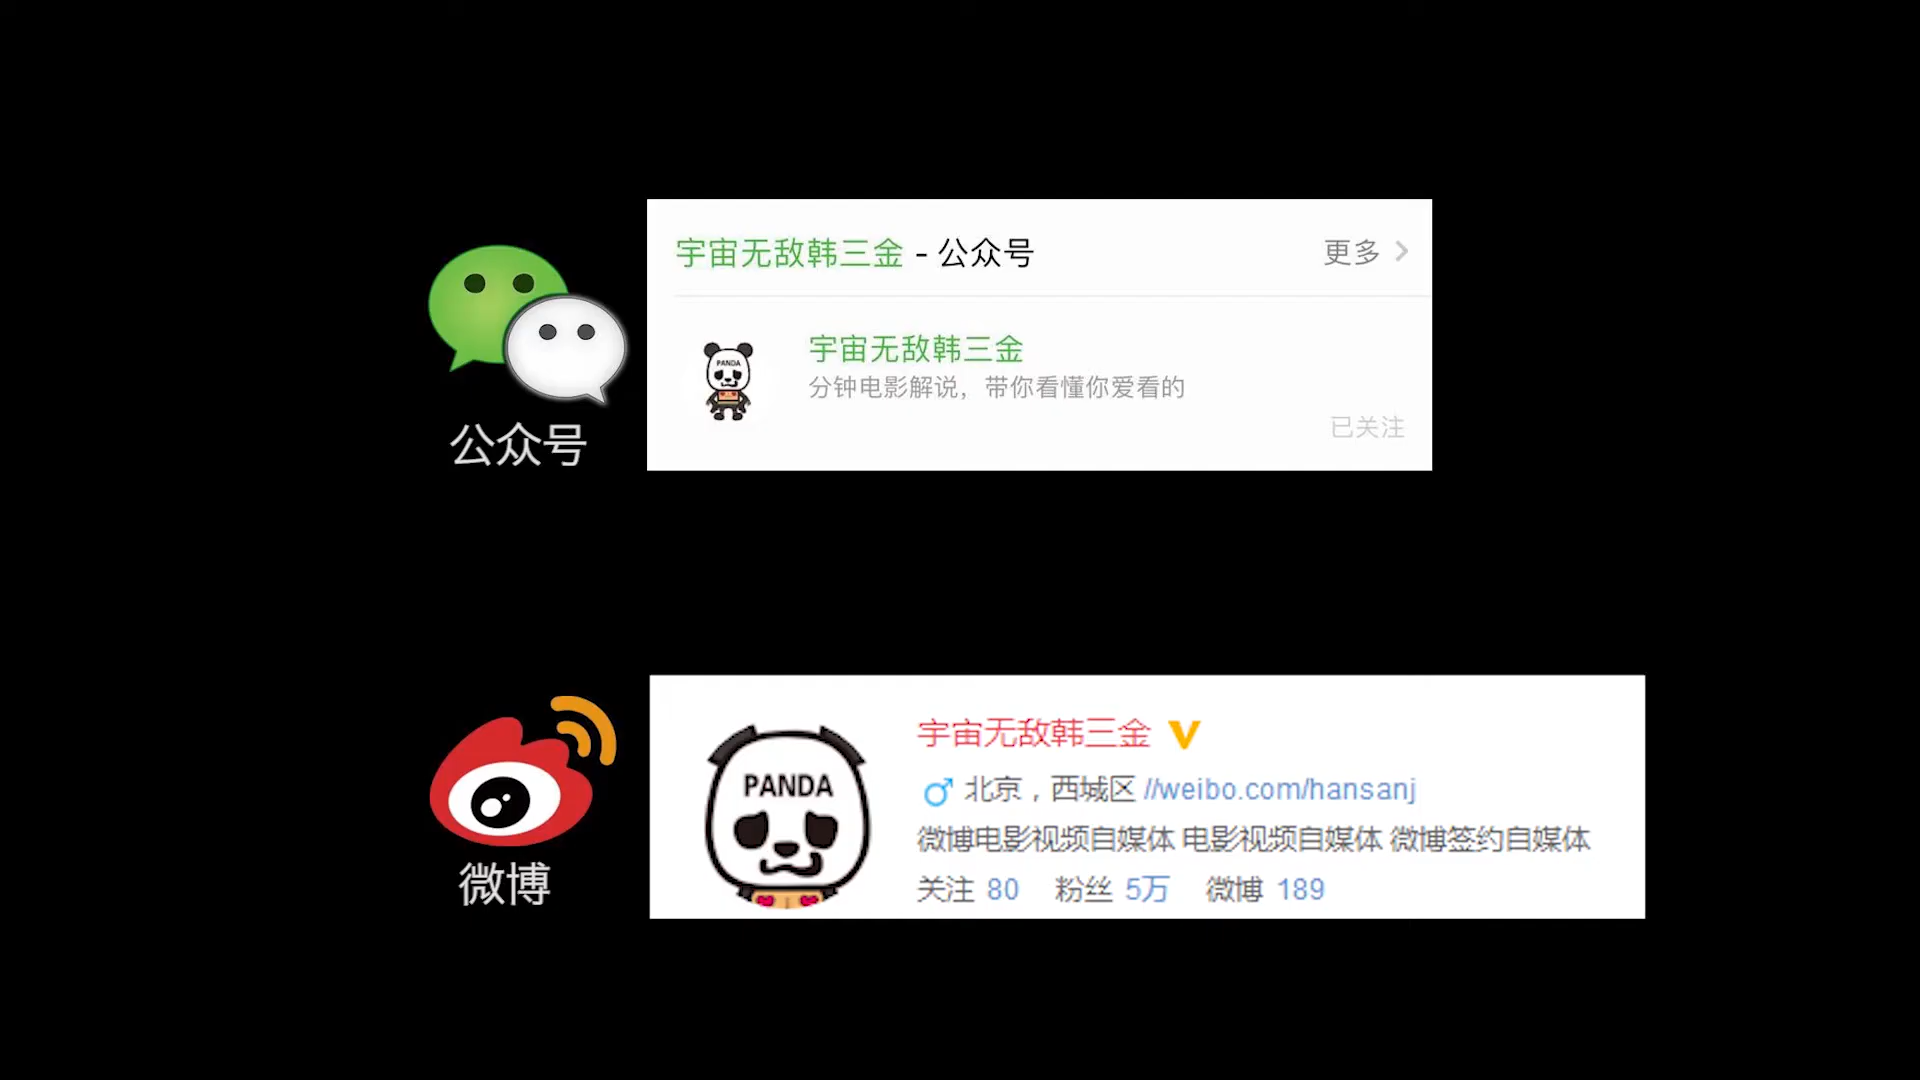 宇宙无敌韩三金 - 公众号
更多
PANDA
宇宙无敌韩三金
分钟电影解说，带你看懂你爱看的
已关注
公众号
宇宙无敌韩三金
PANDA
北京，西城区 //weibo.com/hansanj
微博电影视频自媒体 电影视频自媒体 微博签约自媒体
关注 80 粉丝 5万 微博 189
微博